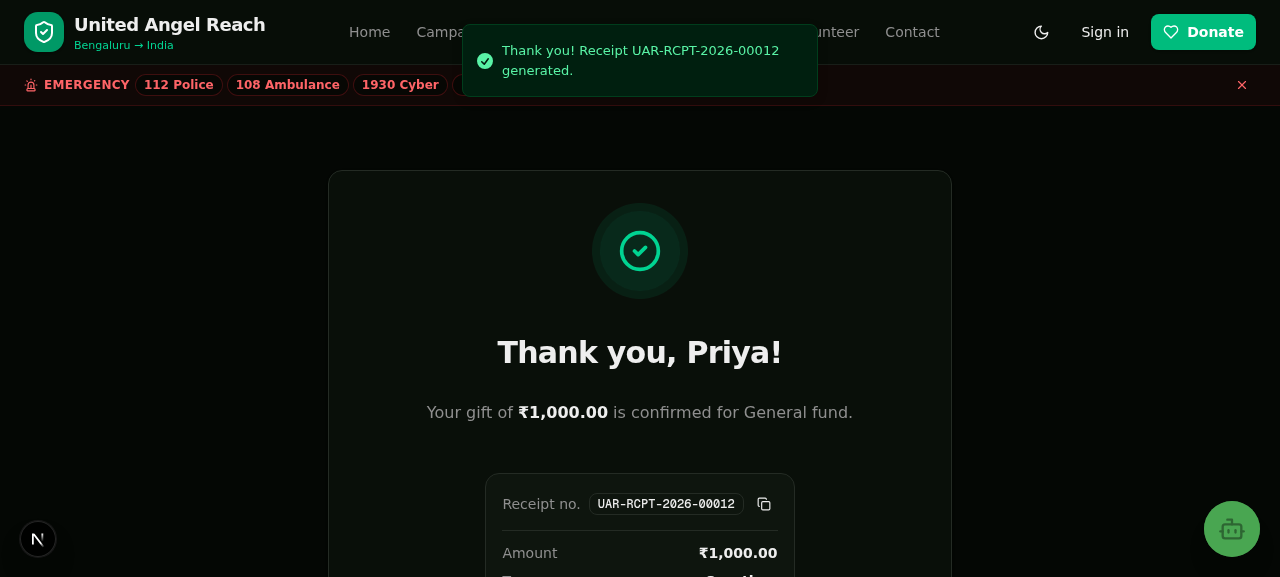 United Angel Reach
Bengaluru → India
Home
Thank you! Receipt UAR-RCPT-2026-00012
generated.
Contact
Sign in
Donate
EMERGENCY
112 Police
108 Ambulance
1930 Cyber
Thank you, Priya!
Your gift of ₹1,000.00 is confirmed for General fund.
Receipt no. UAR-RCPT-2026-00012
Amount ₹1,000.00